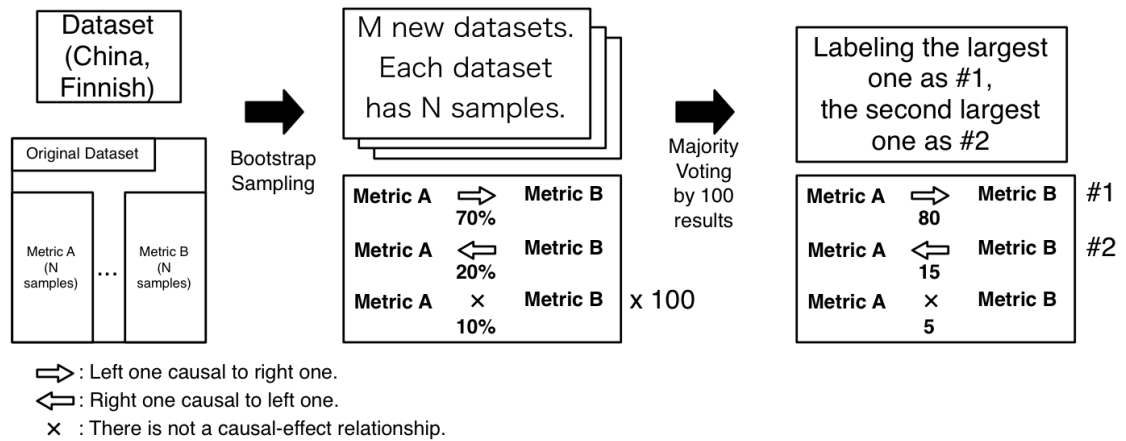 Dataset
(China,
Finnish)
Original Dataset
Metric A
(N
samples)
...
Metric B
(N
samples)
Bootstrap
Sampling
M new datasets.
Each dataset
has N samples.
Metric A
Metric B
70%
Metric A
Metric B
20%
Metric A × Metric B
10%
x 100
Majority
Voting
by 100
results
Labeling the largest
one as #1,
the second largest
one as #2
Metric A
Metric B
#1
80
Metric A
Metric B
#2
15
Metric A × Metric B
5
: Left one causal to right one.
: Right one causal to left one.
× : There is not a causal-effect relationship.